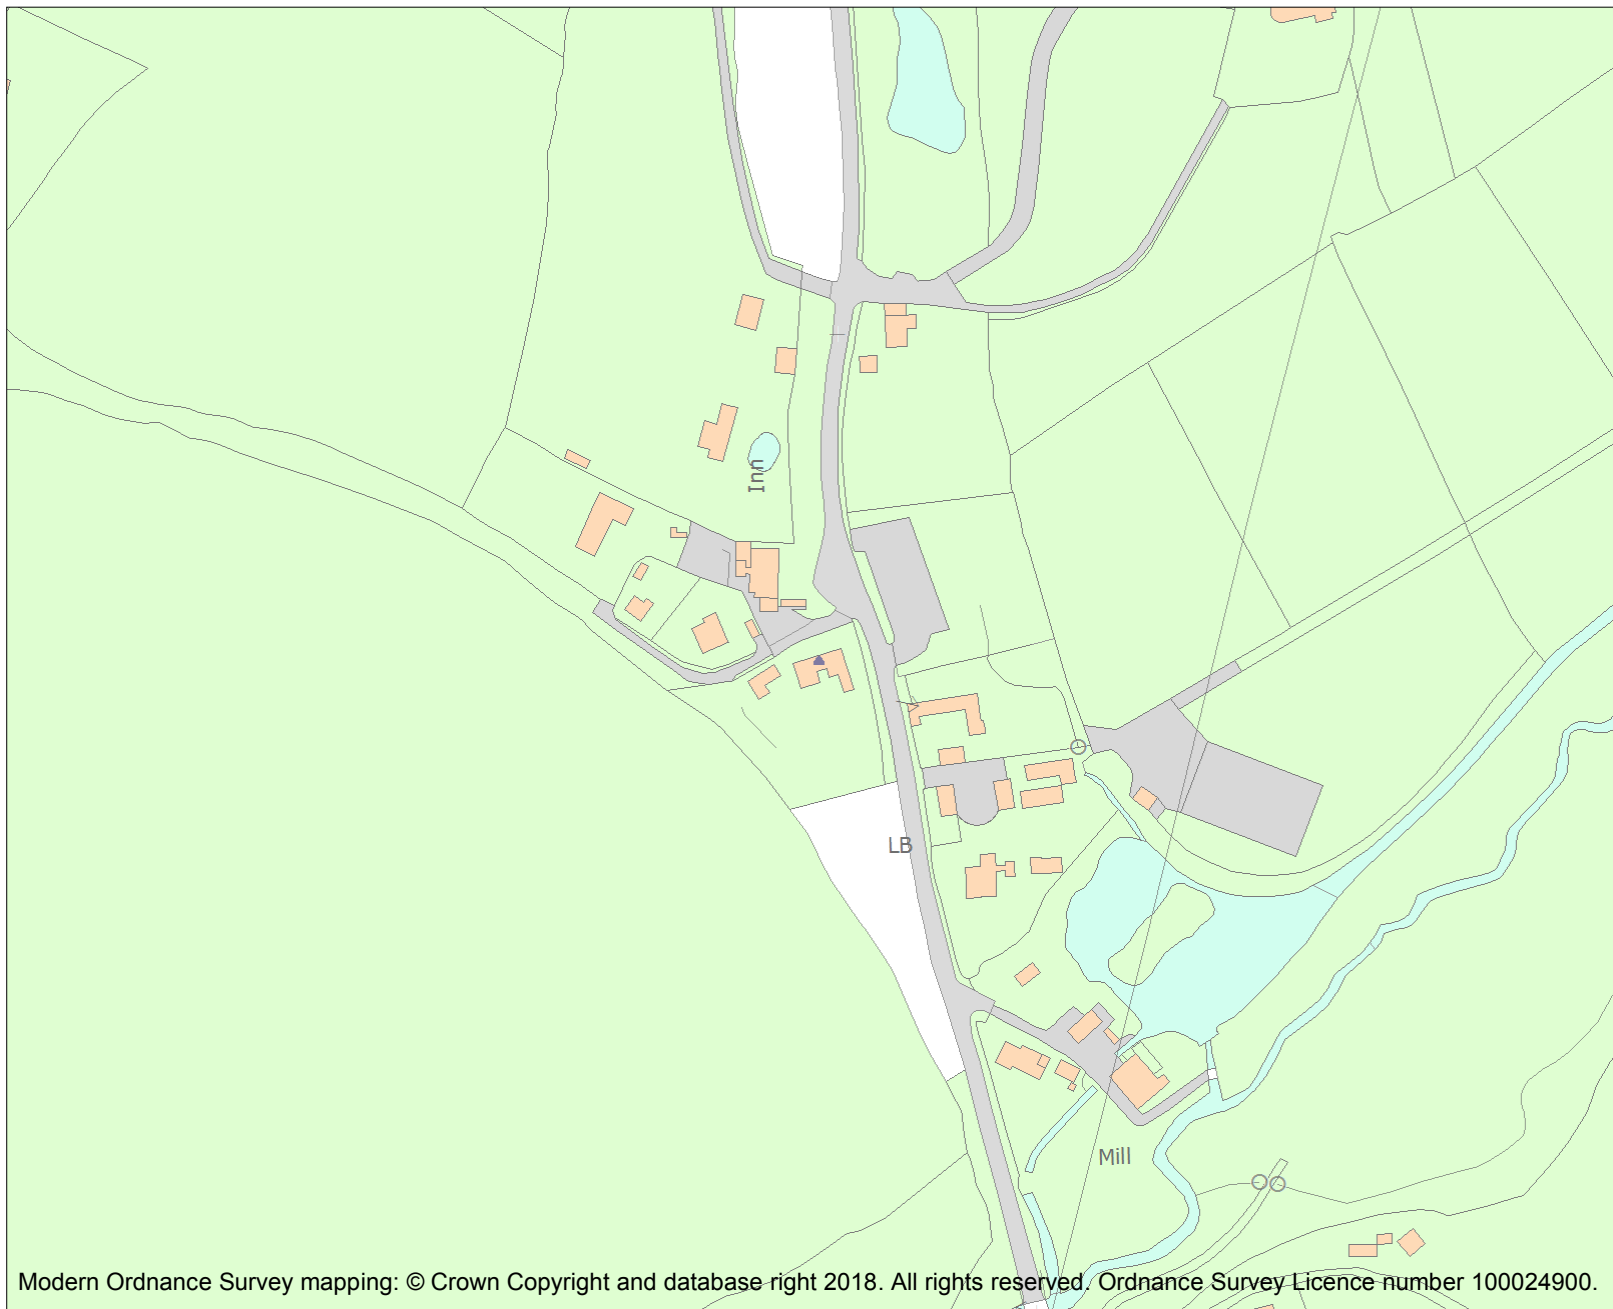 Inn
LB
Mill
Modern Ordnance Survey mapping: © Crown Copyright and database right 2018. All rights reserved. Ordnance Survey Licence number 100024900.